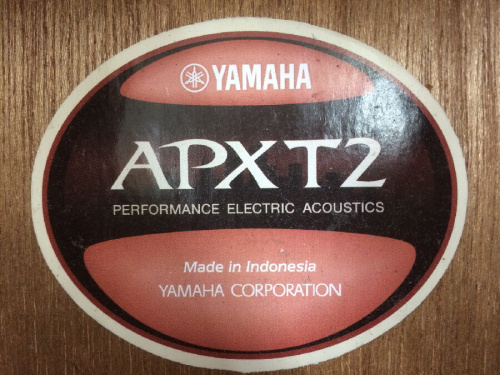 YAMAHA
APXT2
PERFORMANCE ELECTRIC ACOUSTICS
Made in Indonesia
YAMAHA CORPORATION